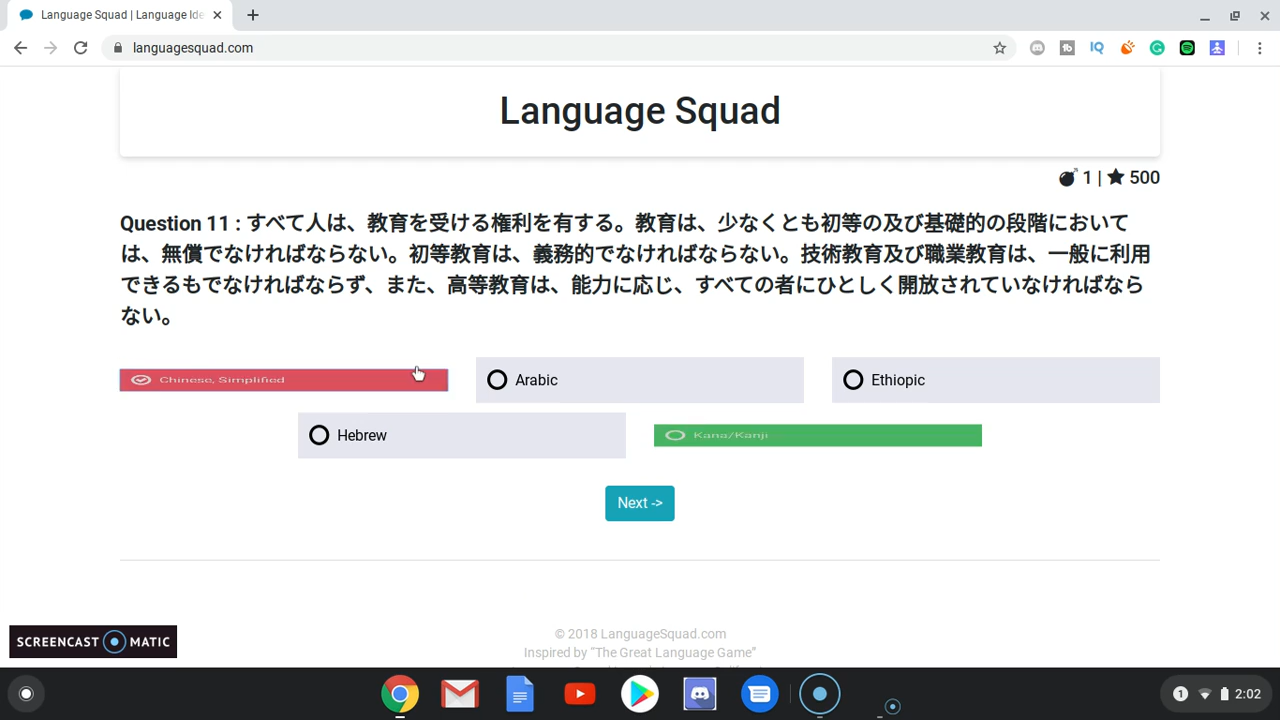 Language Squad | Language Ide
languagesquad.com
Language Squad
1 | 500
Question 11 : すべて人は、教育を受ける権利を有する。教育は、少なくとも初等の及び基礎的の段階において
は、無償でなければならない。初等教育は、義務的でなければならない。技術教育及び職業教育は、一般に利用
できるもでなければならず、また、高等教育は、能力に応じ、すべての者にひとしく開放されていなければなら
ない。
Chinese, Simplified
Arabic
Ethiopic
Hebrew
Kana/Kanji
Next ->
© 2018 LanguageSquad.com
Inspired by “The Great Language Game”
SCREENCAST MATIC
1
2:02